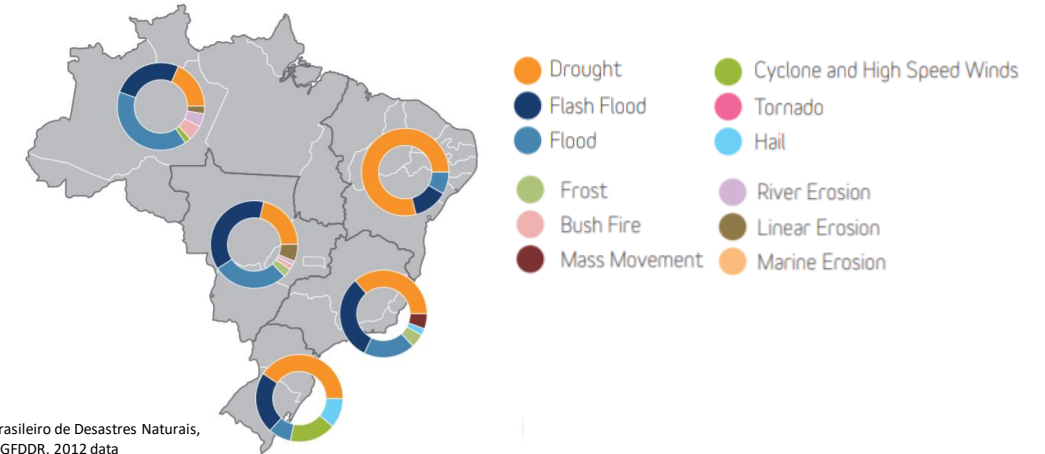 Drought
Flash Flood
Flood
Frost
Bush Fire
Mass Movement
Cyclone and High Speed Winds
Tornado
Hail
River Erosion
Linear Erosion
Marine Erosion
de Desastres Naturais,
GFDDR. 2012 data